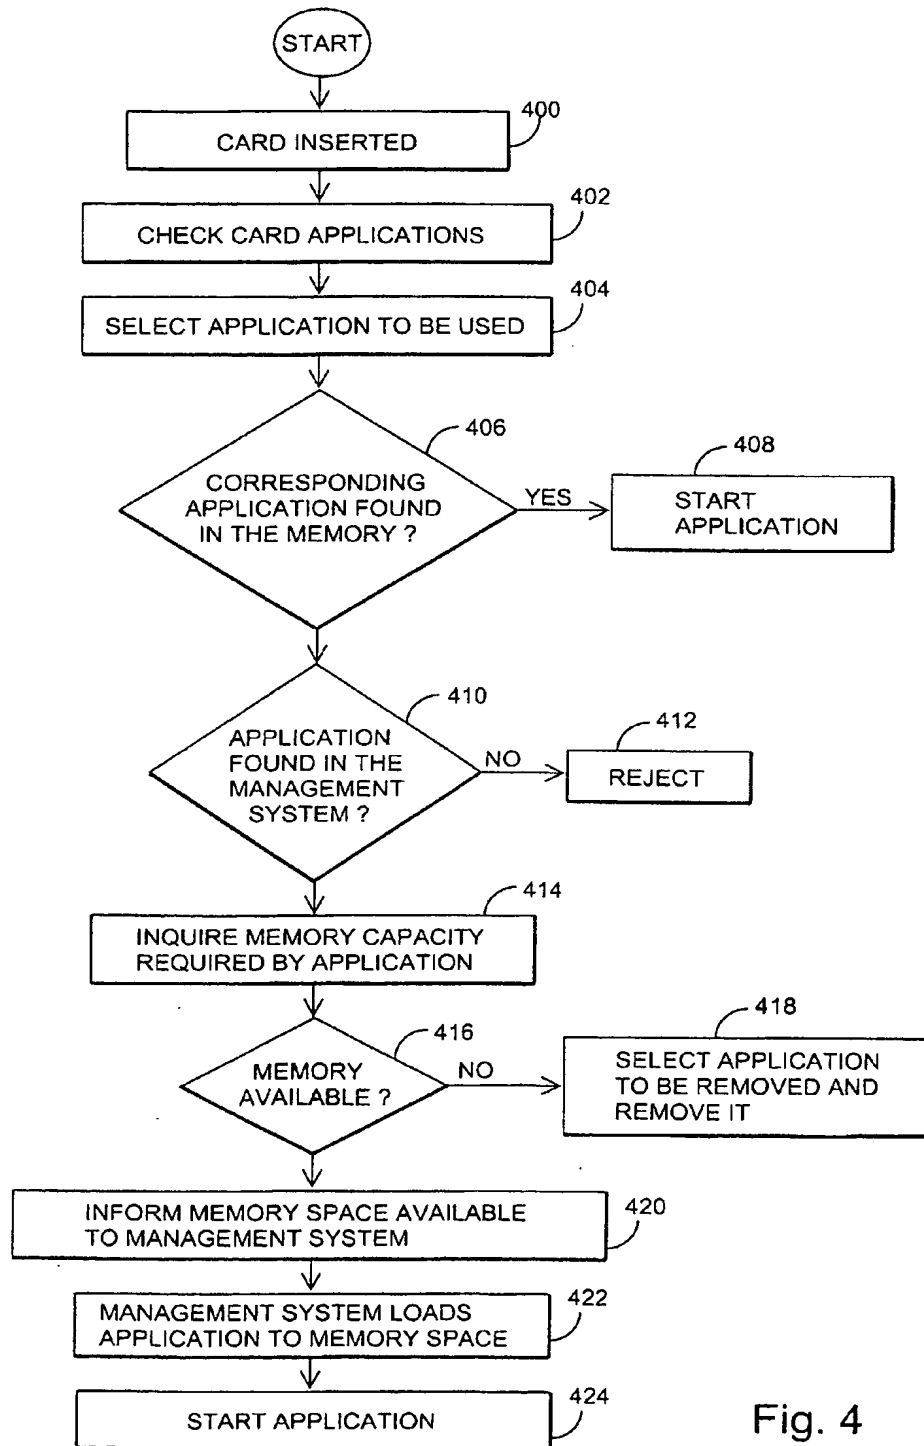 START
400
CARD INSERTED
402
CHECK CARD APPLICATIONS
404
SELECT APPLICATION TO BE USED
406
CORRESPONDING
APPLICATION FOUND
IN THE MEMORY ?
YES
408
START
APPLICATION
410
APPLICATION
FOUND IN THE
MANAGEMENT
SYSTEM ?
NO
412
REJECT
414
INQUIRE MEMORY CAPACITY
REQUIRED BY APPLICATION
416
MEMORY
AVAILABLE ?
NO
418
SELECT APPLICATION
TO BE REMOVED AND
REMOVE IT
INFORM MEMORY SPACE AVAILABLE
TO MANAGEMENT SYSTEM
420
MANAGEMENT SYSTEM LOADS
APPLICATION TO MEMORY SPACE
422
START APPLICATION
424
Fig. 4